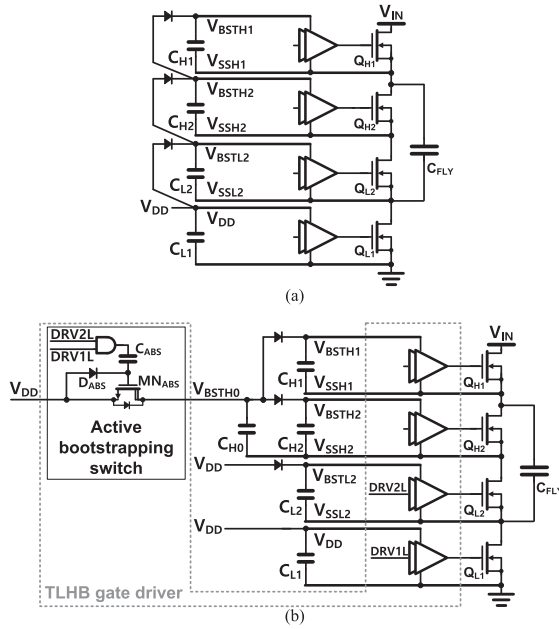 V_IN
V_BSTH1
C_H1
V_SSH1
Q_H1
V_BSTH2
C_H2
V_SSH2
Q_H2
V_BSTL2
C_L2
V_SSL2
Q_L2
C_FLY
V_DD
V_DD
C_L1
Q_L1
(a)
DRV2L
DRV1L
C_ABS
D_ABS
MN_ABS
V_DD
V_BSTH0
Active
bootstrapping
switch
V_IN
V_BSTH1
C_H1
V_SSH1
Q_H1
V_BSTH2
C_H0
C_H2
V_SSH2
Q_H2
V_DD
V_BSTL2
C_L2
DRV2L
V_SSL2
Q_L2
C_FLY
V_DD
V_DD
C_L1
DRV1L
Q_L1
TLHB gate driver
(b)